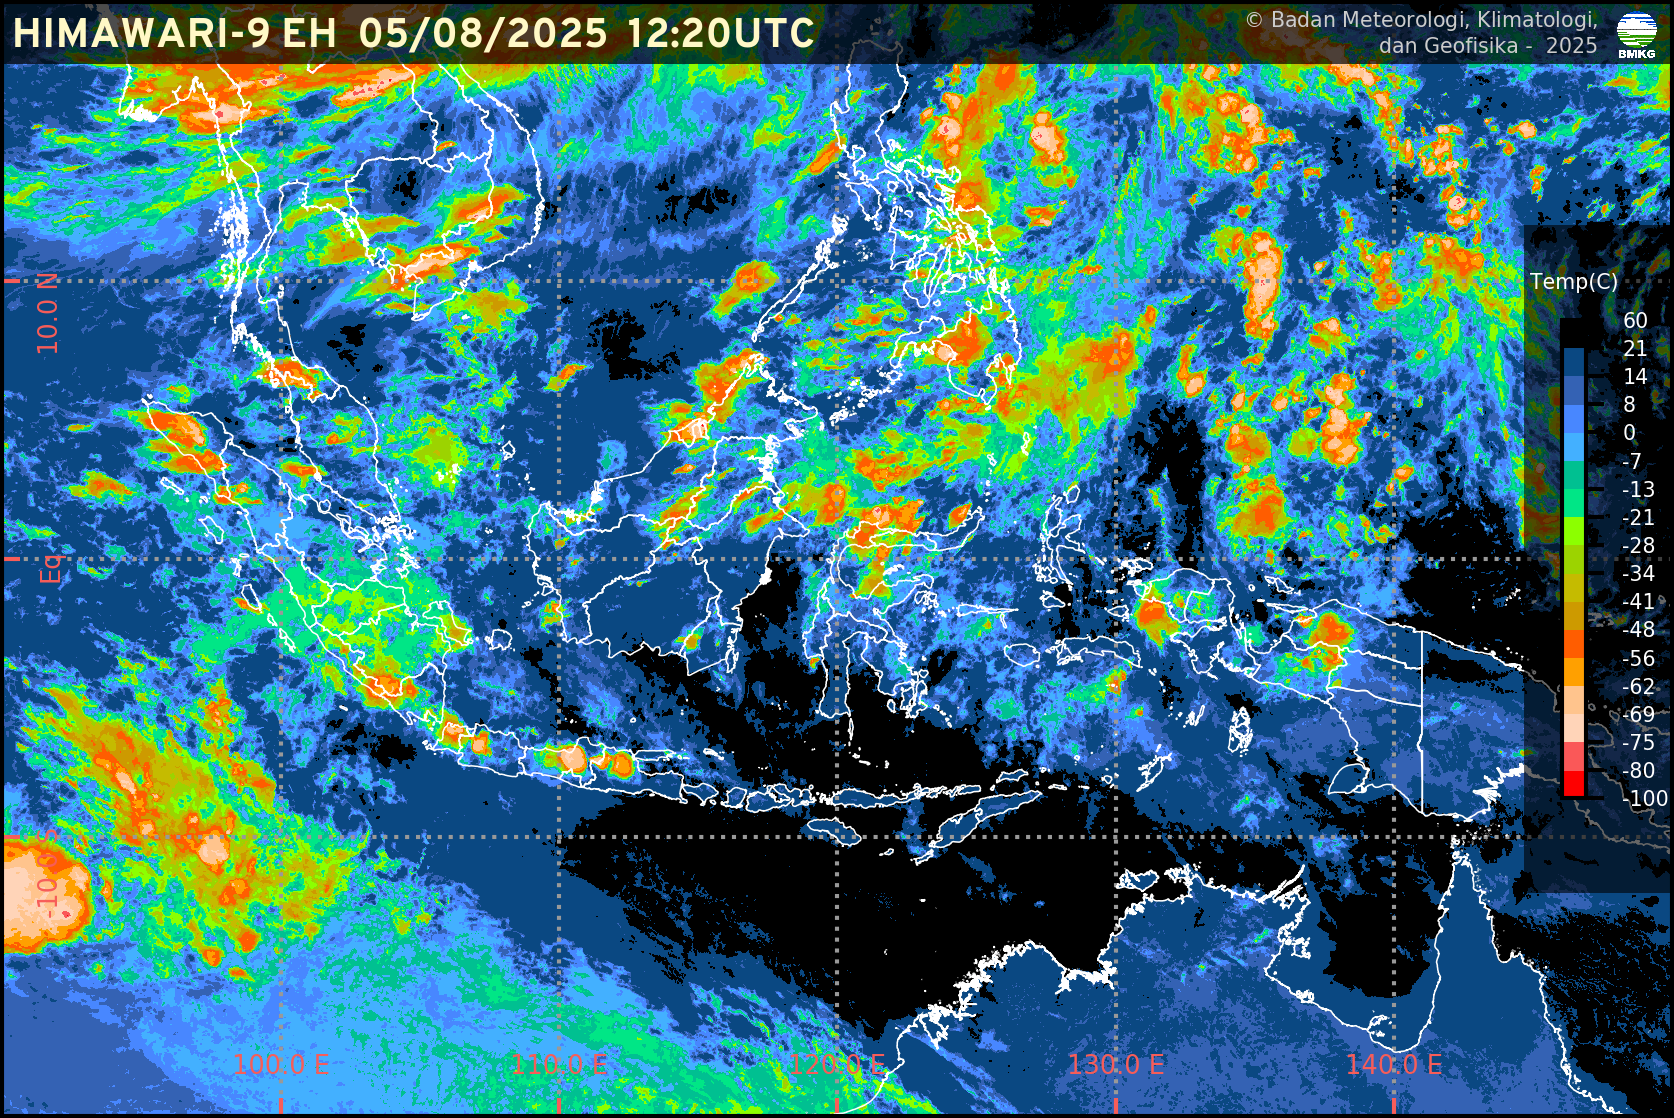 HIMAWARI-9 EH 05/08/2025 12:20UTC
© Badan Meteorologi, Klimatologi,
dan Geofisika - 2025
BMKG
10.0 N
Eq
Temp(C)
60
21
14
8
0
-7
-13
-21
-28
-34
-41
-48
-56
-62
-69
-75
-80
-100
100.0 E
110.0 E
120.0 E
130.0 E
140.0 E